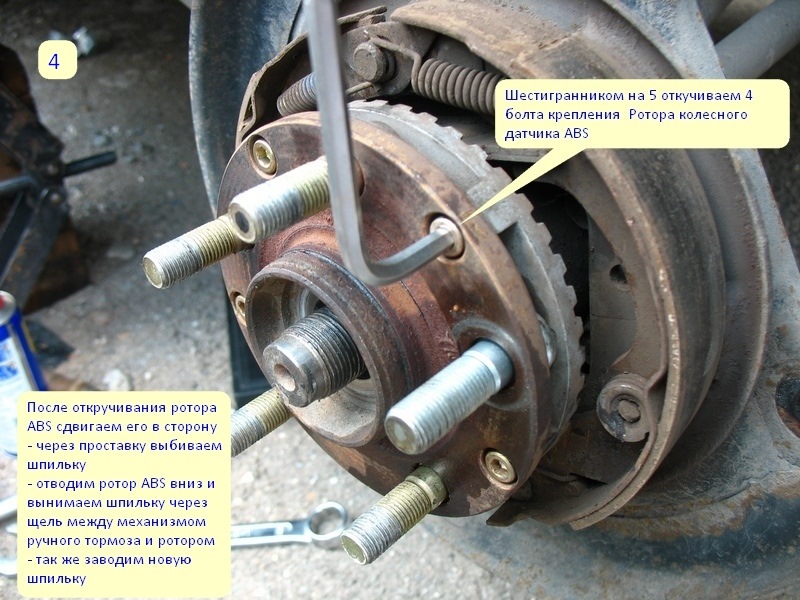 4
Шестигранником на 5 откучиваем 4
болта крепления Ротора колесного
датчика ABS
После откручивания ротора
ABS сдвигаем его в сторону
- через проставку выбиваем
шпильку
- отводим ротор ABS вниз и
вынимаем шпильку через
щель между механизмом
ручного тормоза и ротором
- так же заводим новую
шпильку